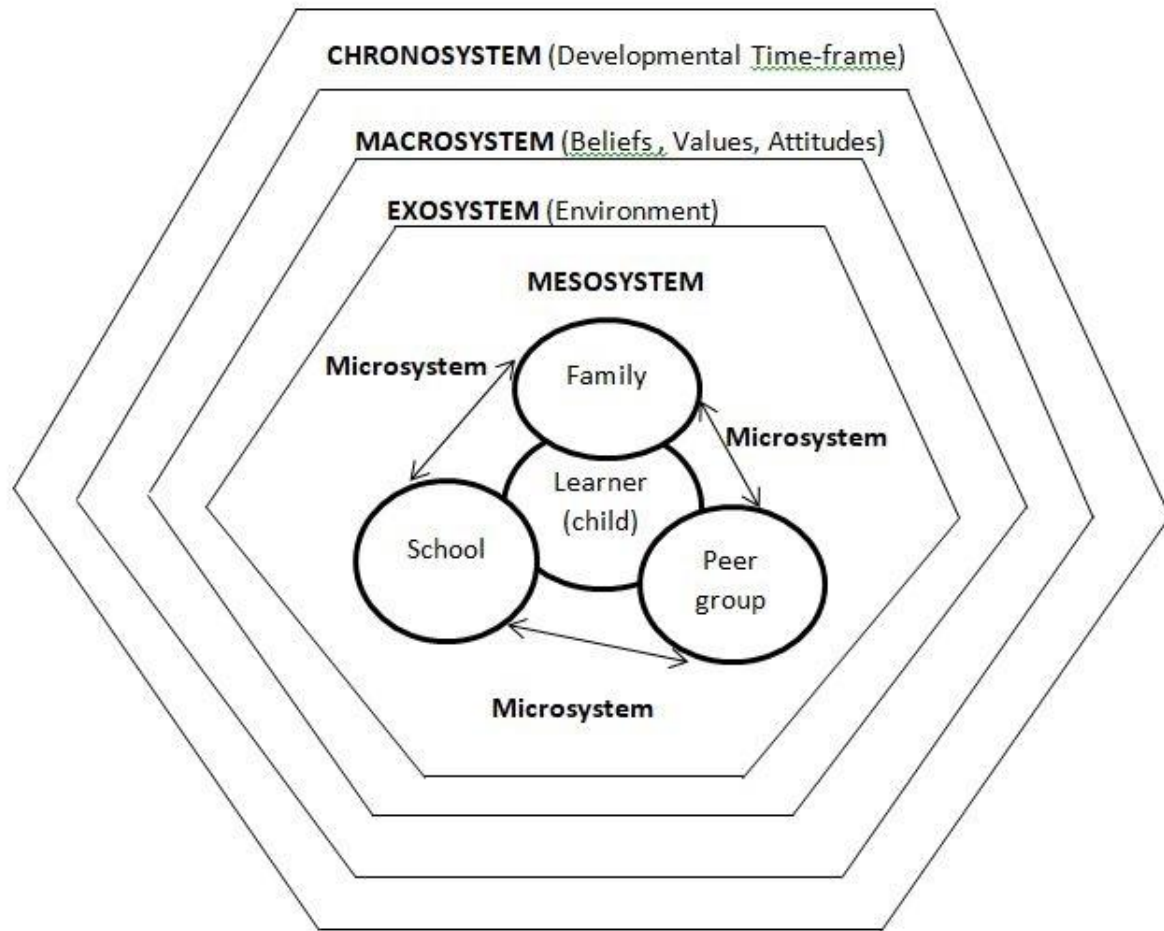 CHRONOSYSTEM (Developmental Time-frame)
MACROSYSTEM (Beliefs , Values, Attitudes)
EXOSYSTEM (Environment)
MESOSYSTEM
Microsystem
Family
Microsystem
Learner
(child)
School
Peer
group
Microsystem